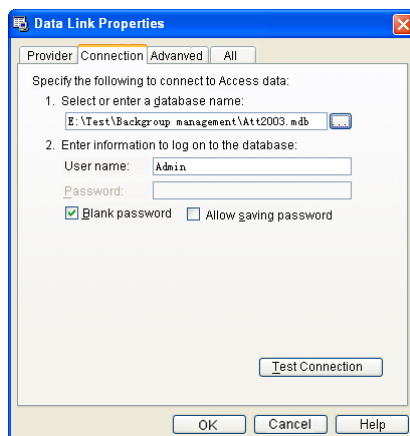 Data Link Properties
Provider Connection Advanved All
Specify the following to connect to Access data:
1. Select or enter a database name:
E:\Test\Backgroup management\Att2003.mdb ...
2. Enter information to log on to the database:
User name: Admin
Password:
Blank password Allow saving password
Test Connection
OK Cancel Help